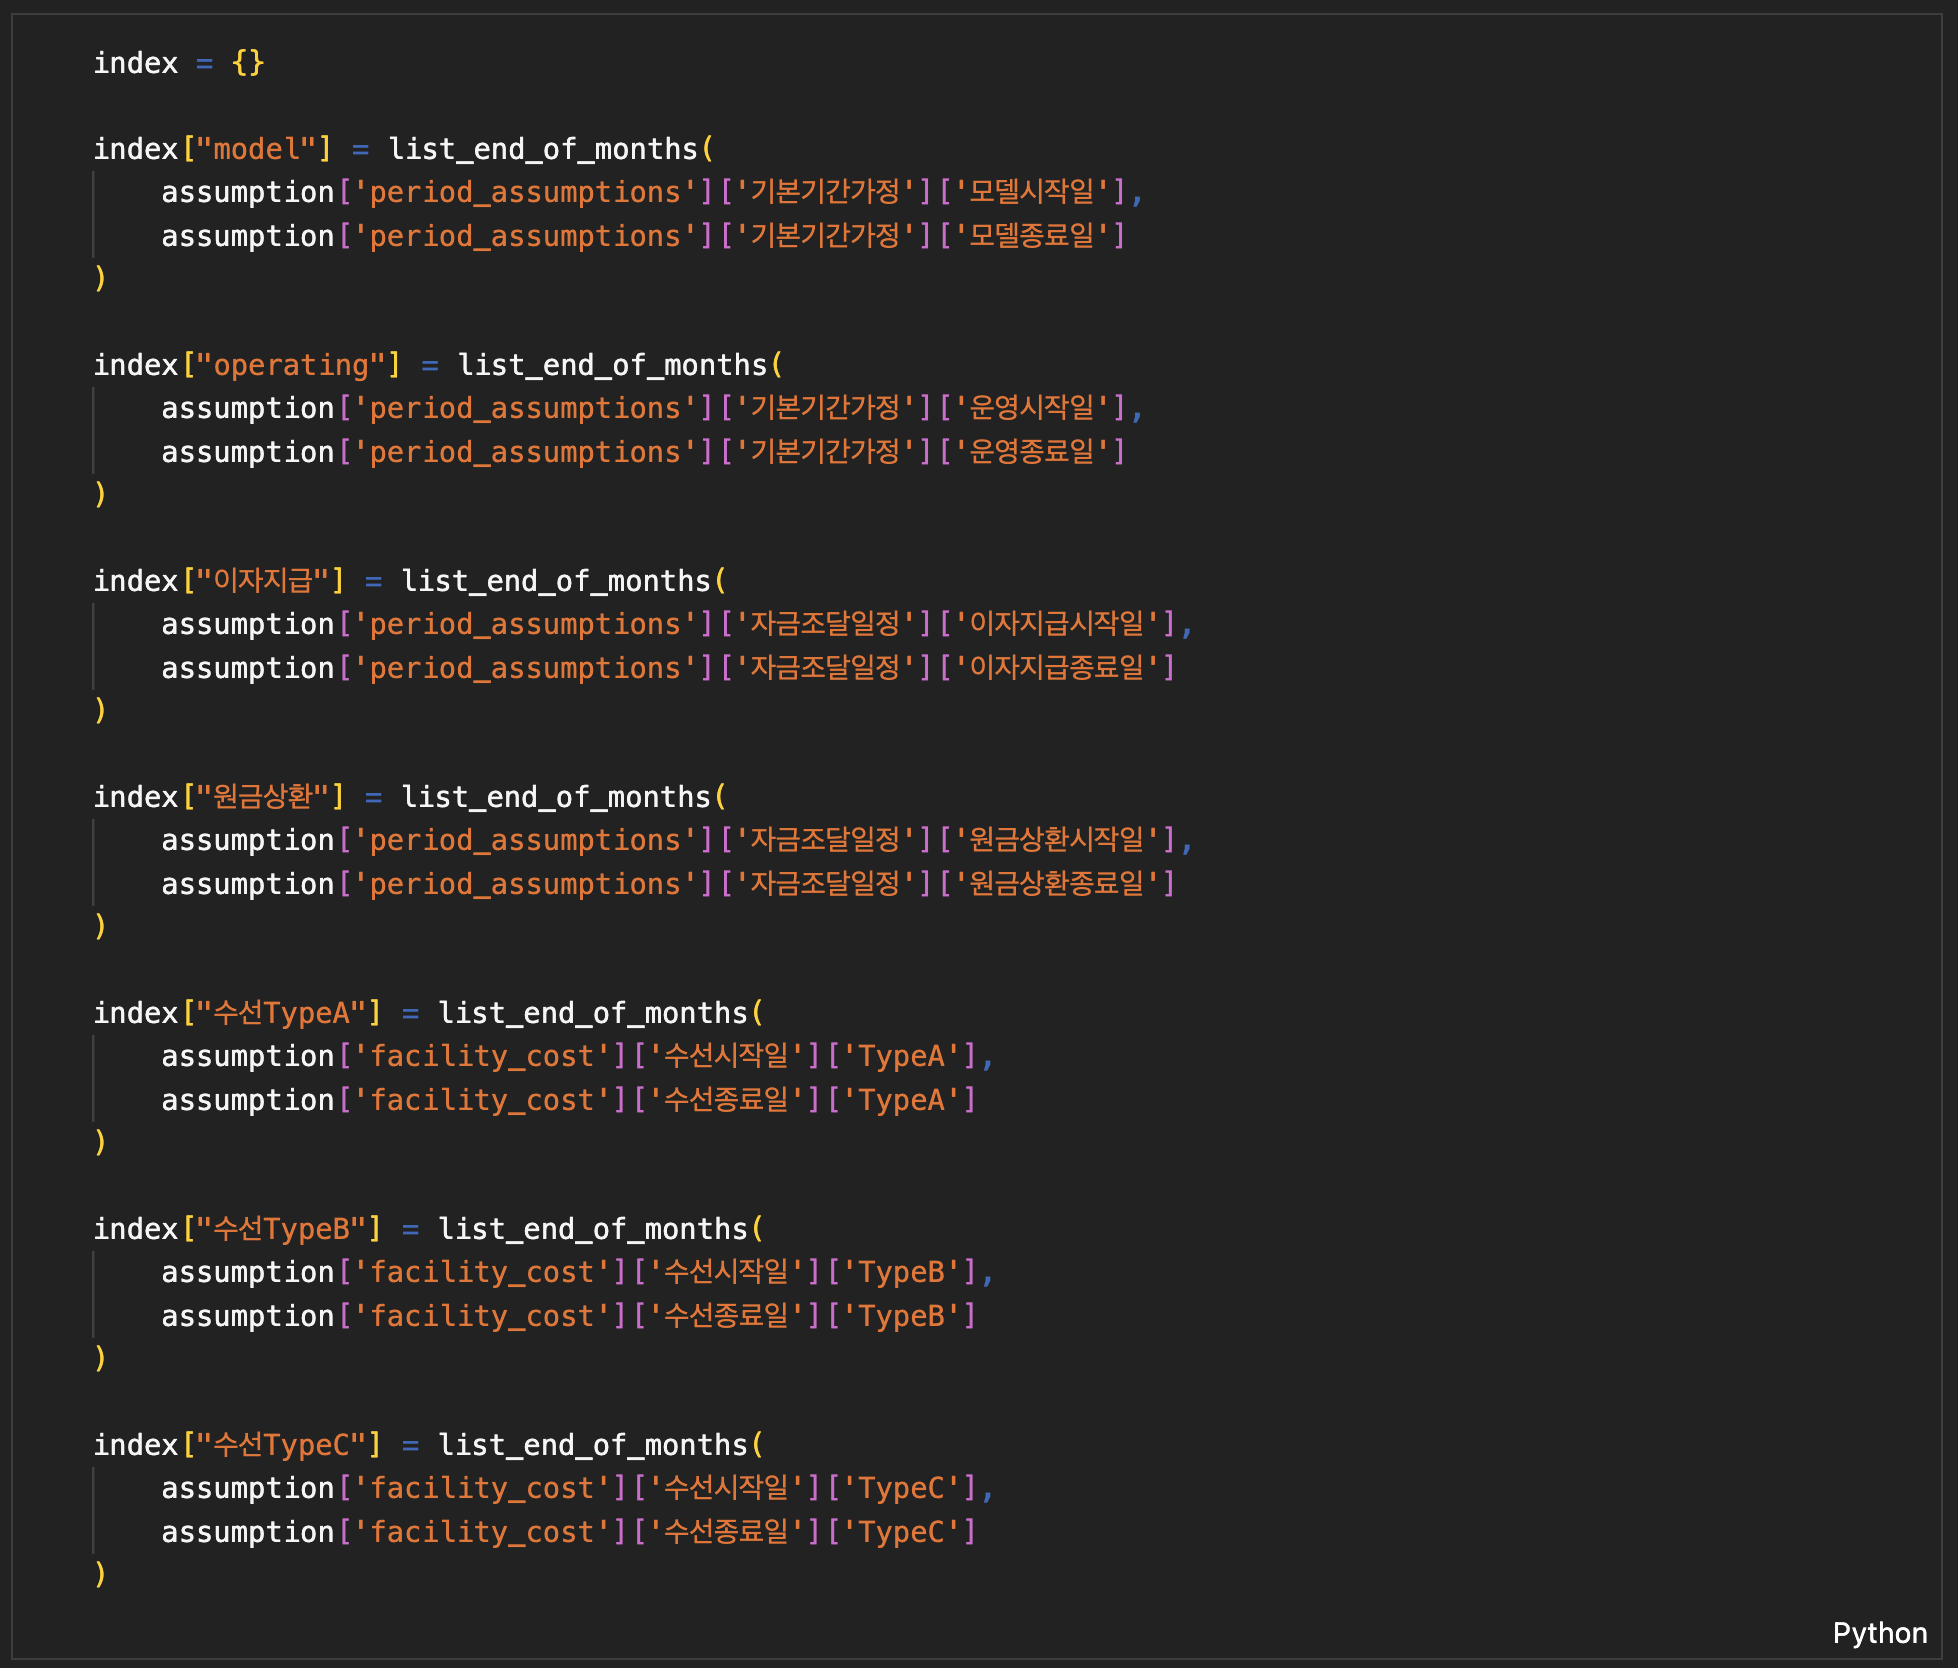 index = {}
index["model"] = list_end_of_months(
assumption['period_assumptions']['기본기간가정']['모델시작일'],
assumption['period_assumptions']['기본기간가정']['모델종료일']
)
index["operating"] = list_end_of_months(
assumption['period_assumptions']['기본기간가정']['운영시작일'],
assumption['period_assumptions']['기본기간가정']['운영종료일']
)
index["이자지급"] = list_end_of_months(
assumption['period_assumptions']['자금조달일정']['이자지급시작일'],
assumption['period_assumptions']['자금조달일정']['이자지급종료일']
)
index["원금상환"] = list_end_of_months(
assumption['period_assumptions']['자금조달일정']['원금상환시작일'],
assumption['period_assumptions']['자금조달일정']['원금상환종료일']
)
index["수선TypeA"] = list_end_of_months(
assumption['facility_cost']['수선시작일']['TypeA'],
assumption['facility_cost']['수선종료일']['TypeA']
)
index["수선TypeB"] = list_end_of_months(
assumption['facility_cost']['수선시작일']['TypeB'],
assumption['facility_cost']['수선종료일']['TypeB']
)
index["수선TypeC"] = list_end_of_months(
assumption['facility_cost']['수선시작일']['TypeC'],
assumption['facility_cost']['수선종료일']['TypeC']
)
Python